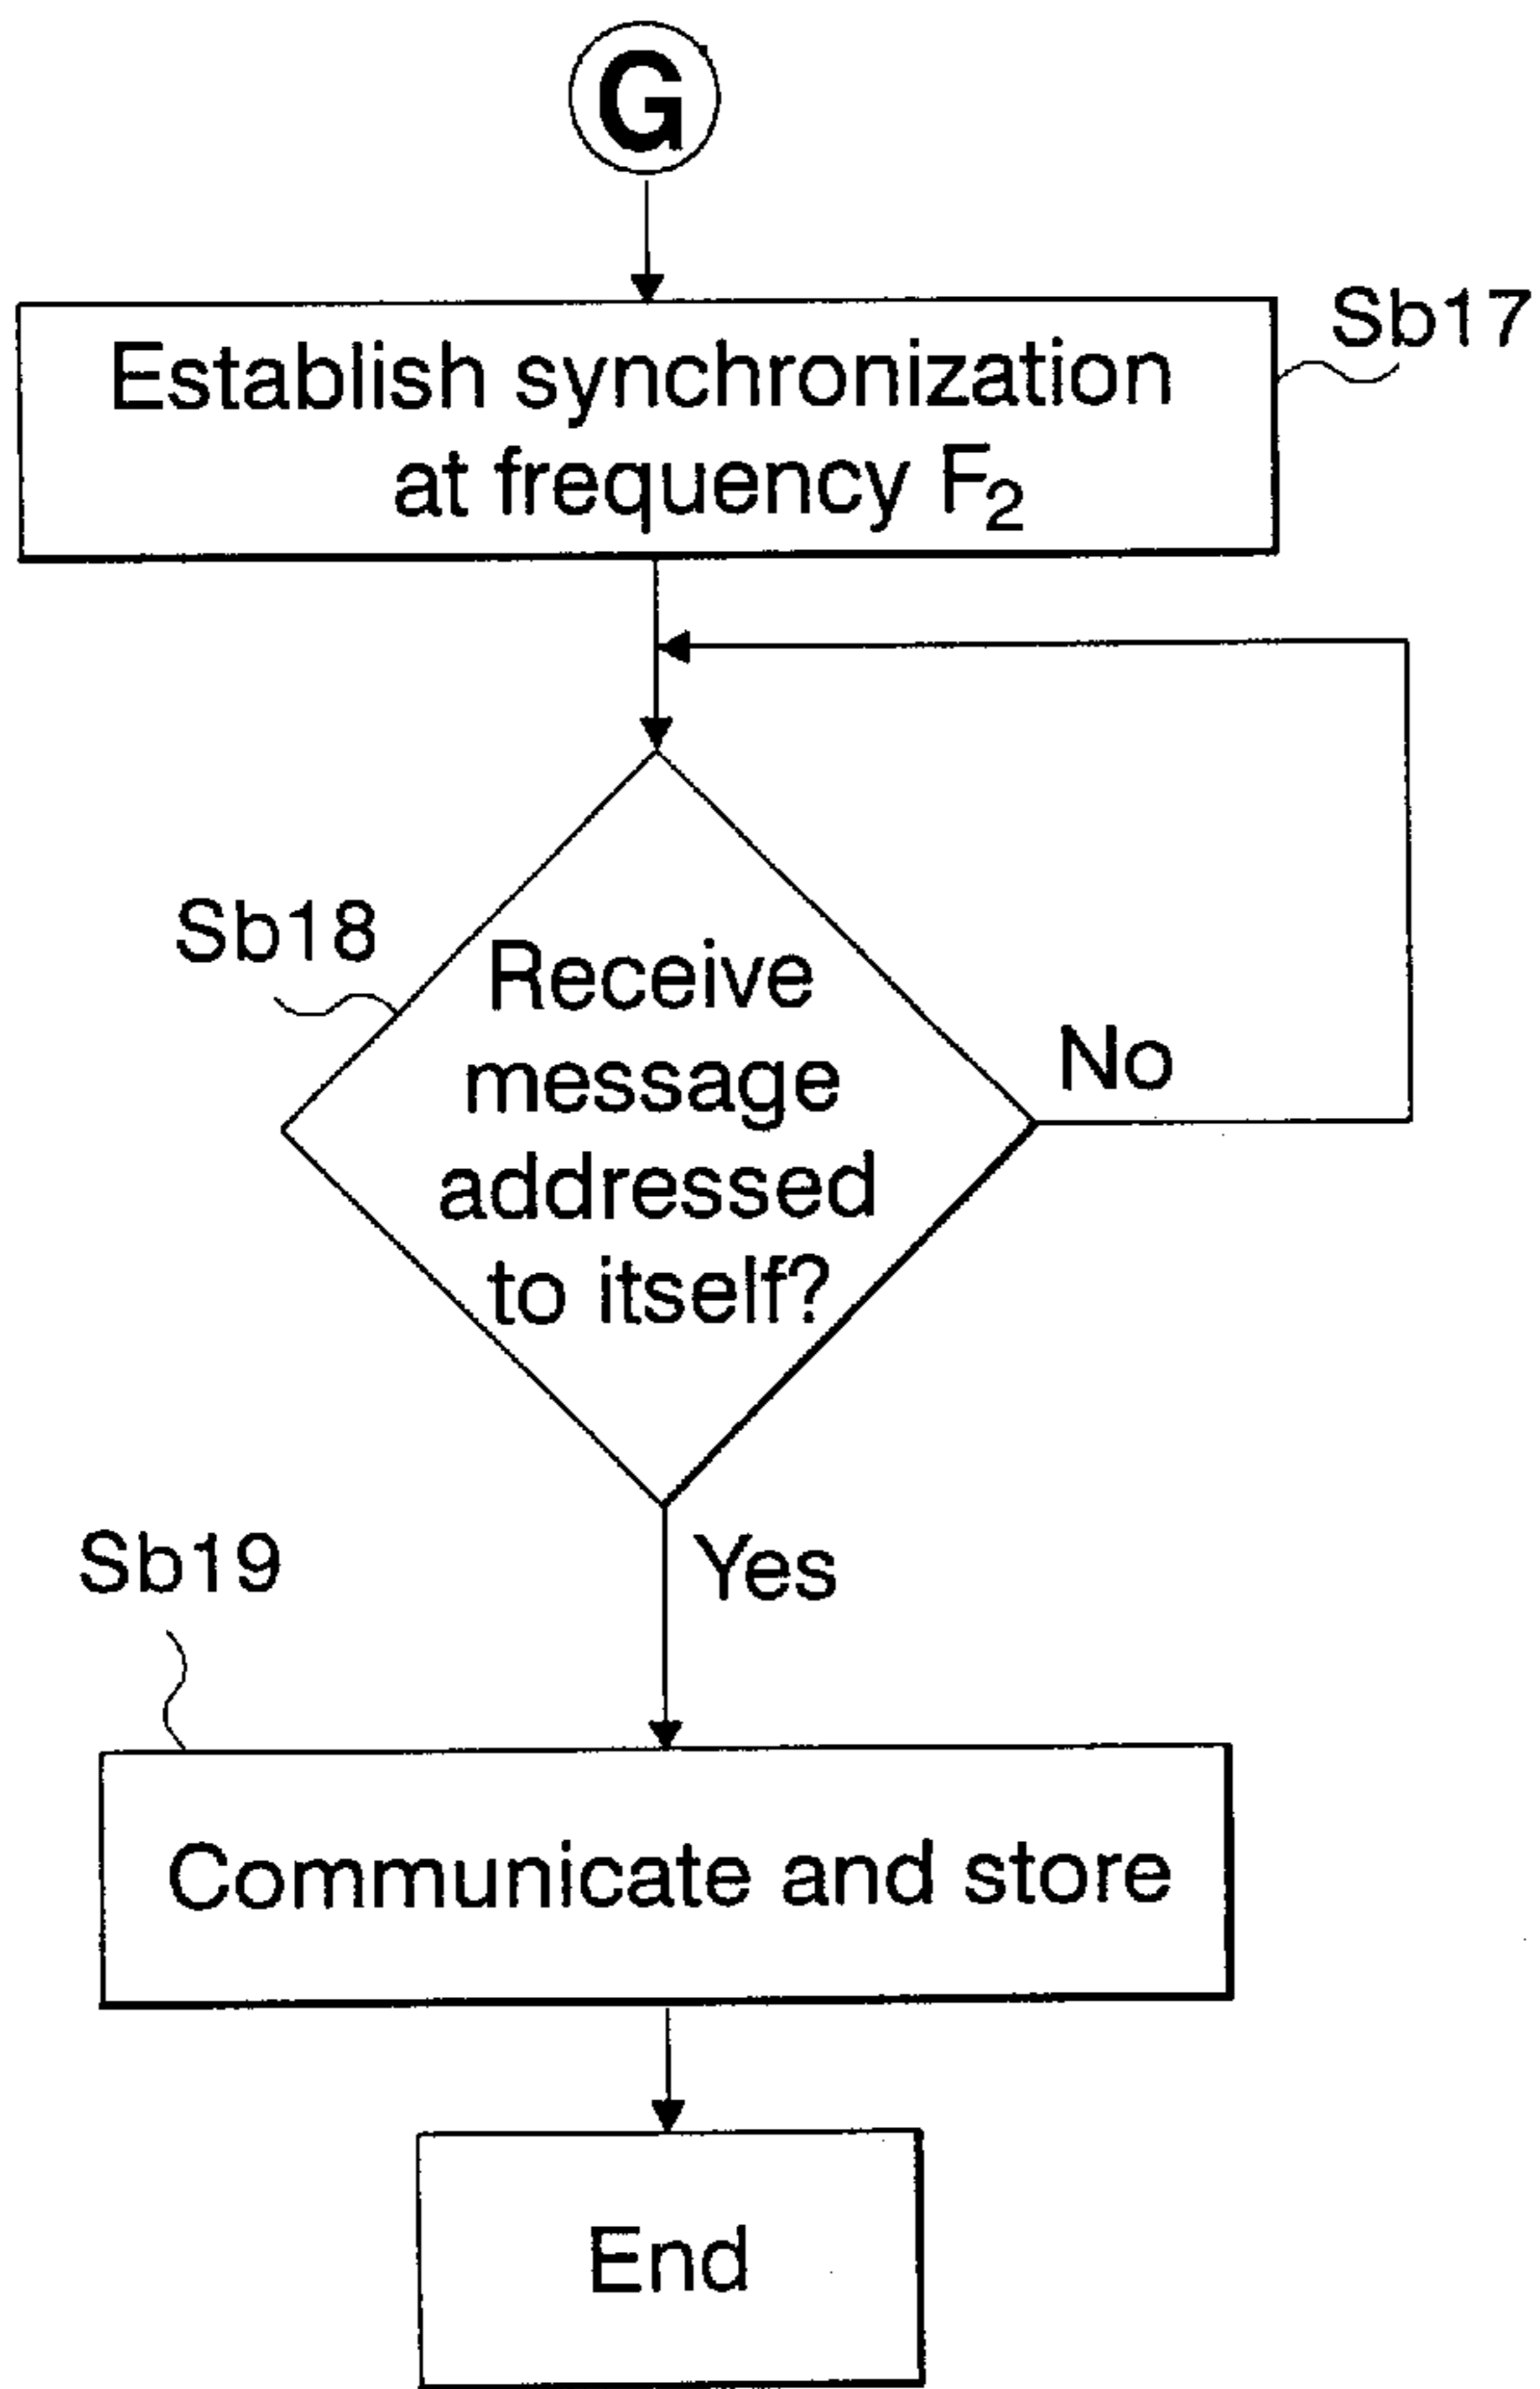 G
Establish synchronization
at frequency F₂
Sb17
Sb18
Receive
message
addressed
to itself?
No
Yes
Sb19
Communicate and store
End